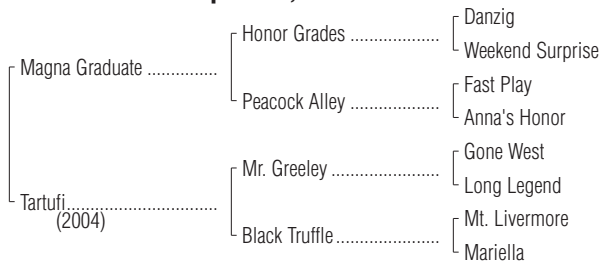 Danzig
Honor Grades ...................
Weekend Surprise
Magna Graduate ...............
Fast Play
Peacock Alley ...................
Anna's Honor
Gone West
Mr. Greeley .......................
Long Legend
Tartufi................................
(2004)
Mt. Livermore
Black Truffle......................
Mariella